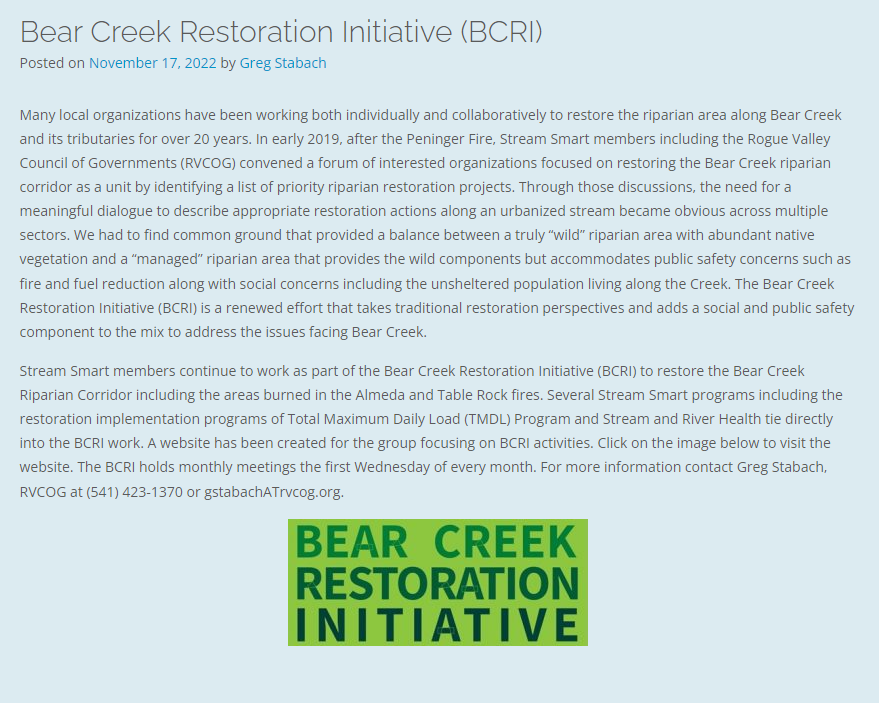 Bear Creek Restoration Initiative (BCRI)
Posted on November 17, 2022 by Greg Stabach
Many local organizations have been working both individually and collaboratively to restore the riparian area along Bear Creek
and its tributaries for over 20 years. In early 2019, after the Peninger Fire, Stream Smart members including the Rogue Valley
Council of Governments (RVCOG) convened a forum of interested organizations focused on restoring the Bear Creek riparian
corridor as a unit by identifying a list of priority riparian restoration projects. Through those discussions, the need for a
meaningful dialogue to describe appropriate restoration actions along an urbanized stream became obvious across multiple
sectors. We had to find common ground that provided a balance between a truly “wild” riparian area with abundant native
vegetation and a “managed” riparian area that provides the wild components but accommodates public safety concerns such as
fire and fuel reduction along with social concerns including the unsheltered population living along the Creek. The Bear Creek
Restoration Initiative (BCRI) is a renewed effort that takes traditional restoration perspectives and adds a social and public safety
component to the mix to address the issues facing Bear Creek.
Stream Smart members continue to work as part of the Bear Creek Restoration Initiative (BCRI) to restore the Bear Creek
Riparian Corridor including the areas burned in the Almeda and Table Rock fires. Several Stream Smart programs including the
restoration implementation programs of Total Maximum Daily Load (TMDL) Program and Stream and River Health tie directly
into the BCRI work. A website has been created for the group focusing on BCRI activities. Click on the image below to visit the
website. The BCRI holds monthly meetings the first Wednesday of every month. For more information contact Greg Stabach,
RVCOG at (541) 423-1370 or gstabachATrvcog.org.
BEAR CREEK
RESTORATION
INITIATIVE